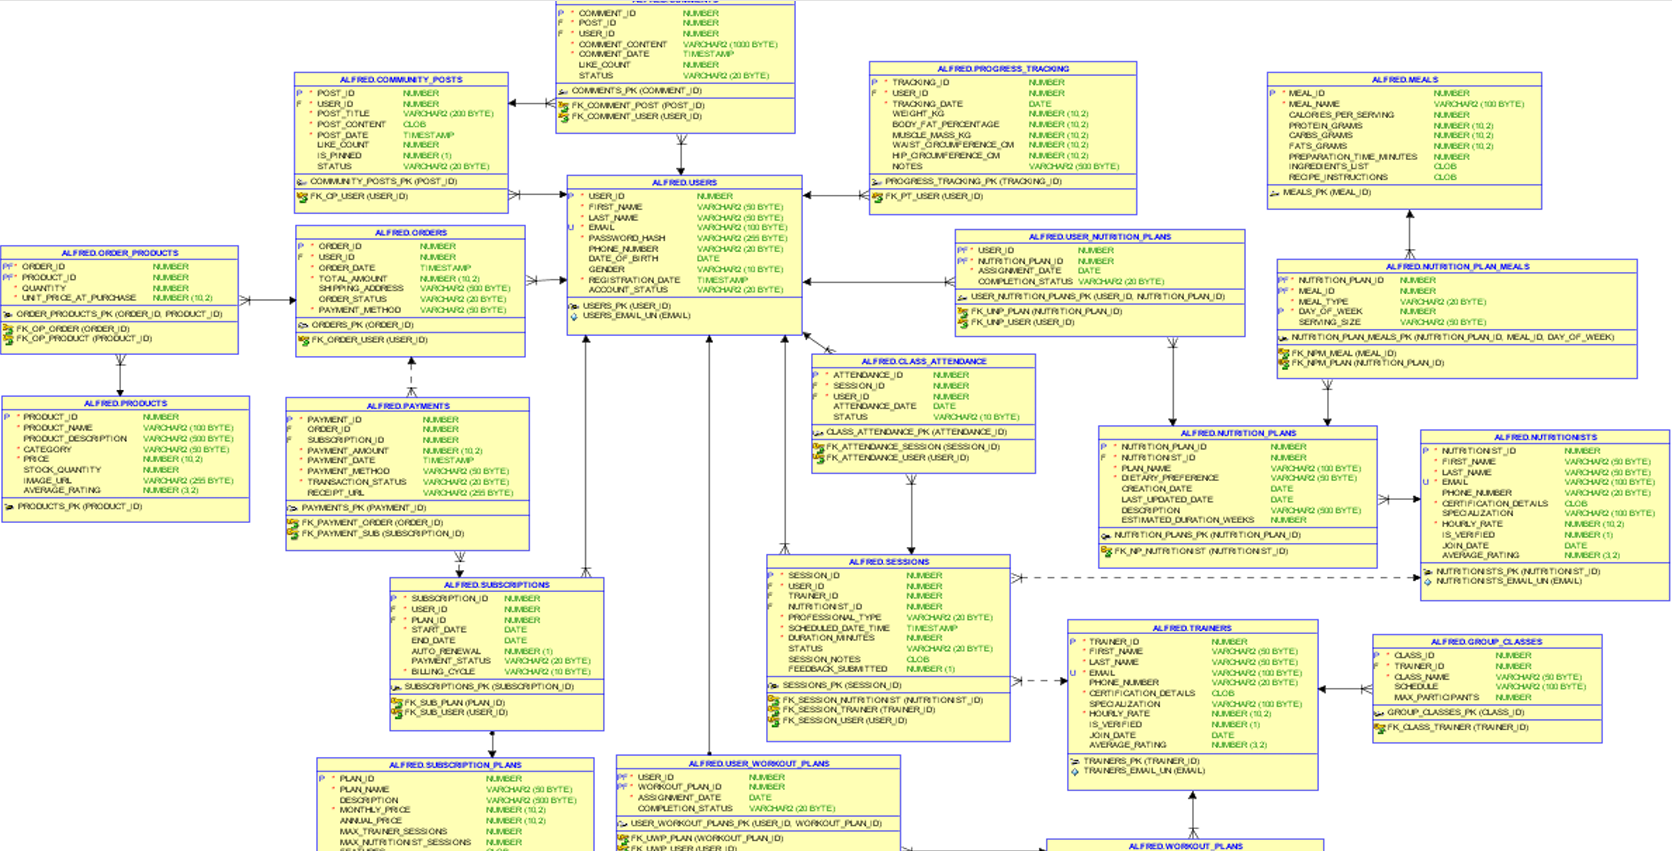 P * COMMENT_ID NUMBER
F * POST_ID NUMBER
F * USER_ID NUMBER
* COMMENT_CONTENT VARCHAR2 (1000 BYTE)
* COMMENT_DATE TIMESTAMP
LIKE_COUNT NUMBER
STATUS VARCHAR2 (20 BYTE)
COMMENTS_PK (COMMENT_ID)
FK_COMMENT_POST (POST_ID)
FK_COMMENT_USER (USER_ID)
ALFRED.COMMUNITY_POSTS
P * POST_ID NUMBER
F * USER_ID NUMBER
* POST_TITLE VARCHAR2 (200 BYTE)
* POST_CONTENT CLOB
* POST_DATE TIMESTAMP
LIKE_COUNT NUMBER
IS_PINNED NUMBER (1)
STATUS VARCHAR2 (20 BYTE)
COMMUNITY_POSTS_PK (POST_ID)
FK_CP_USER (USER_ID)
ALFRED.PROGRESS_TRACKING
P * TRACKING_ID NUMBER
F * USER_ID NUMBER
* TRACKING_DATE DATE
WEIGHT_KG NUMBER (10,2)
BODY_FAT_PERCENTAGE NUMBER (10,2)
MUSCLE_MASS_KG NUMBER (10,2)
WAIST_CIRCUMFERENCE_CM NUMBER (10,2)
HIP_CIRCUMFERENCE_CM NUMBER (10,2)
NOTES VARCHAR2 (500 BYTE)
PROGRESS_TRACKING_PK (TRACKING_ID)
FK_PT_USER (USER_ID)
ALFRED.MEALS
P * MEAL_ID NUMBER
* MEAL_NAME VARCHAR2 (100 BYTE)
CALORIES_PER_SERVING NUMBER
PROTEIN_GRAMS NUMBER (10,2)
CARBS_GRAMS NUMBER (10,2)
FATS_GRAMS NUMBER (10,2)
PREPARATION_TIME_MINUTES NUMBER
INGREDIENTS_LIST CLOB
RECIPE_INSTRUCTIONS CLOB
MEALS_PK (MEAL_ID)
ALFRED.USERS
P * USER_ID NUMBER
* FIRST_NAME VARCHAR2 (50 BYTE)
* LAST_NAME VARCHAR2 (50 BYTE)
U * EMAIL VARCHAR2 (100 BYTE)
* PASSWORD_HASH VARCHAR2 (255 BYTE)
PHONE_NUMBER VARCHAR2 (20 BYTE)
DATE_OF_BIRTH DATE
GENDER VARCHAR2 (10 BYTE)
* REGISTRATION_DATE TIMESTAMP
ACCOUNT_STATUS VARCHAR2 (20 BYTE)
USERS_PK (USER_ID)
USERS_EMAIL_UN (EMAIL)
ALFRED.ORDER_PRODUCTS
PF* ORDER_ID NUMBER
PF* PRODUCT_ID NUMBER
* QUANTITY NUMBER
* UNIT_PRICE_AT_PURCHASE NUMBER (10,2)
ORDER_PRODUCTS_PK (ORDER_ID, PRODUCT_ID)
FK_OP_ORDER (ORDER_ID)
FK_OP_PRODUCT (PRODUCT_ID)
ALFRED.ORDERS
P * ORDER_ID NUMBER
F * USER_ID NUMBER
* ORDER_DATE TIMESTAMP
* TOTAL_AMOUNT NUMBER (10,2)
SHIPPING_ADDRESS VARCHAR2 (500 BYTE)
* ORDER_STATUS VARCHAR2 (20 BYTE)
* PAYMENT_METHOD VARCHAR2 (50 BYTE)
ORDERS_PK (ORDER_ID)
FK_ORDER_USER (USER_ID)
ALFRED.USER_NUTRITION_PLANS
PF* USER_ID NUMBER
PF* NUTRITION_PLAN_ID NUMBER
* ASSIGNMENT_DATE DATE
COMPLETION_STATUS VARCHAR2 (20 BYTE)
USER_NUTRITION_PLANS_PK (USER_ID, NUTRITION_PLAN_ID)
FK_UNP_PLAN (NUTRITION_PLAN_ID)
FK_UNP_USER (USER_ID)
ALFRED.NUTRITION_PLAN_MEALS
PF* NUTRITION_PLAN_ID NUMBER
PF* MEAL_ID NUMBER
* MEAL_TYPE VARCHAR2 (20 BYTE)
P * DAY_OF_WEEK NUMBER
SERVING_SIZE VARCHAR2 (50 BYTE)
NUTRITION_PLAN_MEALS_PK (NUTRITION_PLAN_ID, MEAL_ID, DAY_OF_WEEK)
FK_NPM_MEAL (MEAL_ID)
FK_NPM_PLAN (NUTRITION_PLAN_ID)
ALFRED.CLASS_ATTENDANCE
P * ATTENDANCE_ID NUMBER
F * SESSION_ID NUMBER
F * USER_ID NUMBER
ATTENDANCE_DATE DATE
STATUS VARCHAR2 (10 BYTE)
CLASS_ATTENDANCE_PK (ATTENDANCE_ID)
FK_ATTENDANCE_SESSION (SESSION_ID)
FK_ATTENDANCE_USER (USER_ID)
ALFRED.PRODUCTS
P * PRODUCT_ID NUMBER
* PRODUCT_NAME VARCHAR2 (100 BYTE)
PRODUCT_DESCRIPTION VARCHAR2 (500 BYTE)
* CATEGORY VARCHAR2 (50 BYTE)
* PRICE NUMBER (10,2)
STOCK_QUANTITY NUMBER
IMAGE_URL VARCHAR2 (255 BYTE)
AVERAGE_RATING NUMBER (3,2)
PRODUCTS_PK (PRODUCT_ID)
ALFRED.PAYMENTS
P * PAYMENT_ID NUMBER
F ORDER_ID NUMBER
F SUBSCRIPTION_ID NUMBER
* PAYMENT_AMOUNT NUMBER (10,2)
* PAYMENT_DATE TIMESTAMP
* PAYMENT_METHOD VARCHAR2 (50 BYTE)
* TRANSACTION_STATUS VARCHAR2 (20 BYTE)
RECEIPT_URL VARCHAR2 (255 BYTE)
PAYMENTS_PK (PAYMENT_ID)
FK_PAYMENT_ORDER (ORDER_ID)
FK_PAYMENT_SUB (SUBSCRIPTION_ID)
ALFRED.NUTRITION_PLANS
P * NUTRITION_PLAN_ID NUMBER
F * NUTRITIONIST_ID NUMBER
* PLAN_NAME VARCHAR2 (100 BYTE)
* DIETARY_PREFERENCE VARCHAR2 (50 BYTE)
CREATION_DATE DATE
LAST_UPDATED_DATE DATE
DESCRIPTION VARCHAR2 (500 BYTE)
ESTIMATED_DURATION_WEEKS NUMBER
NUTRITION_PLANS_PK (NUTRITION_PLAN_ID)
FK_NP_NUTRITIONIST (NUTRITIONIST_ID)
ALFRED.NUTRITIONISTS
P * NUTRITIONIST_ID NUMBER
* FIRST_NAME VARCHAR2 (50 BYTE)
* LAST_NAME VARCHAR2 (50 BYTE)
U * EMAIL VARCHAR2 (100 BYTE)
PHONE_NUMBER VARCHAR2 (20 BYTE)
* CERTIFICATION_DETAILS CLOB
SPECIALIZATION VARCHAR2 (100 BYTE)
* HOURLY_RATE NUMBER (10,2)
IS_VERIFIED NUMBER (1)
JOIN_DATE DATE
AVERAGE_RATING NUMBER (3,2)
NUTRITIONISTS_PK (NUTRITIONIST_ID)
NUTRITIONISTS_EMAIL_UN (EMAIL)
ALFRED.SUBSCRIPTIONS
P * SUBSCRIPTION_ID NUMBER
F * USER_ID NUMBER
F * PLAN_ID NUMBER
* START_DATE DATE
END_DATE DATE
AUTO_RENEWAL NUMBER (1)
PAYMENT_STATUS VARCHAR2 (20 BYTE)
* BILLING_CYCLE VARCHAR2 (10 BYTE)
SUBSCRIPTIONS_PK (SUBSCRIPTION_ID)
FK_SUB_PLAN (PLAN_ID)
FK_SUB_USER (USER_ID)
ALFRED.SESSIONS
P * SESSION_ID NUMBER
F * USER_ID NUMBER
F TRAINER_ID NUMBER
F NUTRITIONIST_ID NUMBER
* PROFESSIONAL_TYPE VARCHAR2 (20 BYTE)
* SCHEDULED_DATE_TIME TIMESTAMP
* DURATION_MINUTES NUMBER
STATUS VARCHAR2 (20 BYTE)
SESSION_NOTES CLOB
FEEDBACK_SUBMITTED NUMBER (1)
SESSIONS_PK (SESSION_ID)
FK_SESSION_NUTRITIONIST (NUTRITIONIST_ID)
FK_SESSION_TRAINER (TRAINER_ID)
FK_SESSION_USER (USER_ID)
ALFRED.TRAINERS
P * TRAINER_ID NUMBER
* FIRST_NAME VARCHAR2 (50 BYTE)
* LAST_NAME VARCHAR2 (50 BYTE)
U * EMAIL VARCHAR2 (100 BYTE)
PHONE_NUMBER VARCHAR2 (20 BYTE)
* CERTIFICATION_DETAILS CLOB
SPECIALIZATION VARCHAR2 (100 BYTE)
* HOURLY_RATE NUMBER (10,2)
IS_VERIFIED NUMBER (1)
JOIN_DATE DATE
AVERAGE_RATING NUMBER (3,2)
TRAINERS_PK (TRAINER_ID)
TRAINERS_EMAIL_UN (EMAIL)
ALFRED.GROUP_CLASSES
P * CLASS_ID NUMBER
F * TRAINER_ID NUMBER
* CLASS_NAME VARCHAR2 (50 BYTE)
SCHEDULE VARCHAR2 (100 BYTE)
MAX_PARTICIPANTS NUMBER
GROUP_CLASSES_PK (CLASS_ID)
FK_CLASS_TRAINER (TRAINER_ID)
ALFRED.SUBSCRIPTION_PLANS
P * PLAN_ID NUMBER
* PLAN_NAME VARCHAR2 (50 BYTE)
DESCRIPTION VARCHAR2 (500 BYTE)
* MONTHLY_PRICE NUMBER (10,2)
ANNUAL_PRICE NUMBER (10,2)
MAX_TRAINER_SESSIONS NUMBER
MAX_NUTRITIONIST_SESSIONS NUMBER
ALFRED.USER_WORKOUT_PLANS
PF* USER_ID NUMBER
PF* WORKOUT_PLAN_ID NUMBER
* ASSIGNMENT_DATE DATE
COMPLETION_STATUS VARCHAR2 (20 BYTE)
USER_WORKOUT_PLANS_PK (USER_ID, WORKOUT_PLAN_ID)
FK_UWP_PLAN (WORKOUT_PLAN_ID)
FK_UWP_USER (USER_ID)
ALFRED.WORKOUT_PLANS